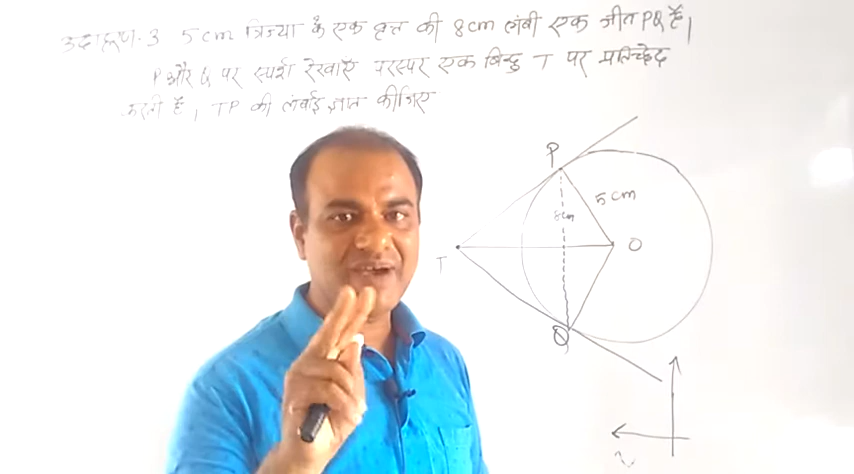 उदाहरण-3 5 cm त्रिज्या के एक वृत्त की 8 cm लंबी एक जीवा PQ है।
P और Q पर स्पर्श रेखाएं परस्पर एक बिन्दु T पर प्रतिच्छेद
करती हैं, TP की लंबाई ज्ञात कीजिए
P
5 cm
8cm
T
O
Q